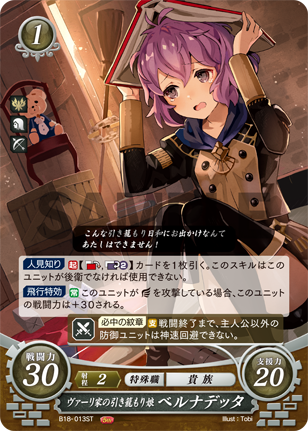 1
こんな引き籠もり日和にお出かけなんて
あたしはできません!
人見知り 起 カードを1枚引く。このスキルはこの
ユニットが後衛でなければ使用できない。
飛行特効 常 このユニットが を攻撃している場合、このユニット
の戦闘力は+30される。
必中の紋章
支 戦闘終了まで、主人公以外の
防御ユニットは神速回避できない。
戦闘力
30
射程 2 特殊職 貴族
支援力
20
ヴァーリ家の引き籠もり娘 ベルナデッタ
B18-013ST
Illust:Tobi